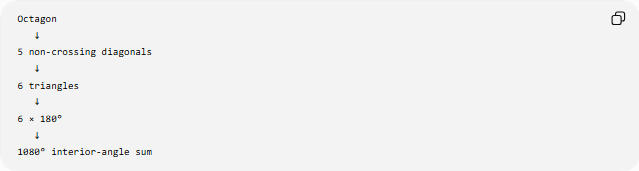 Octagon
↓
5 non-crossing diagonals
↓
6 triangles
↓
6 × 180°
↓
1080° interior-angle sum